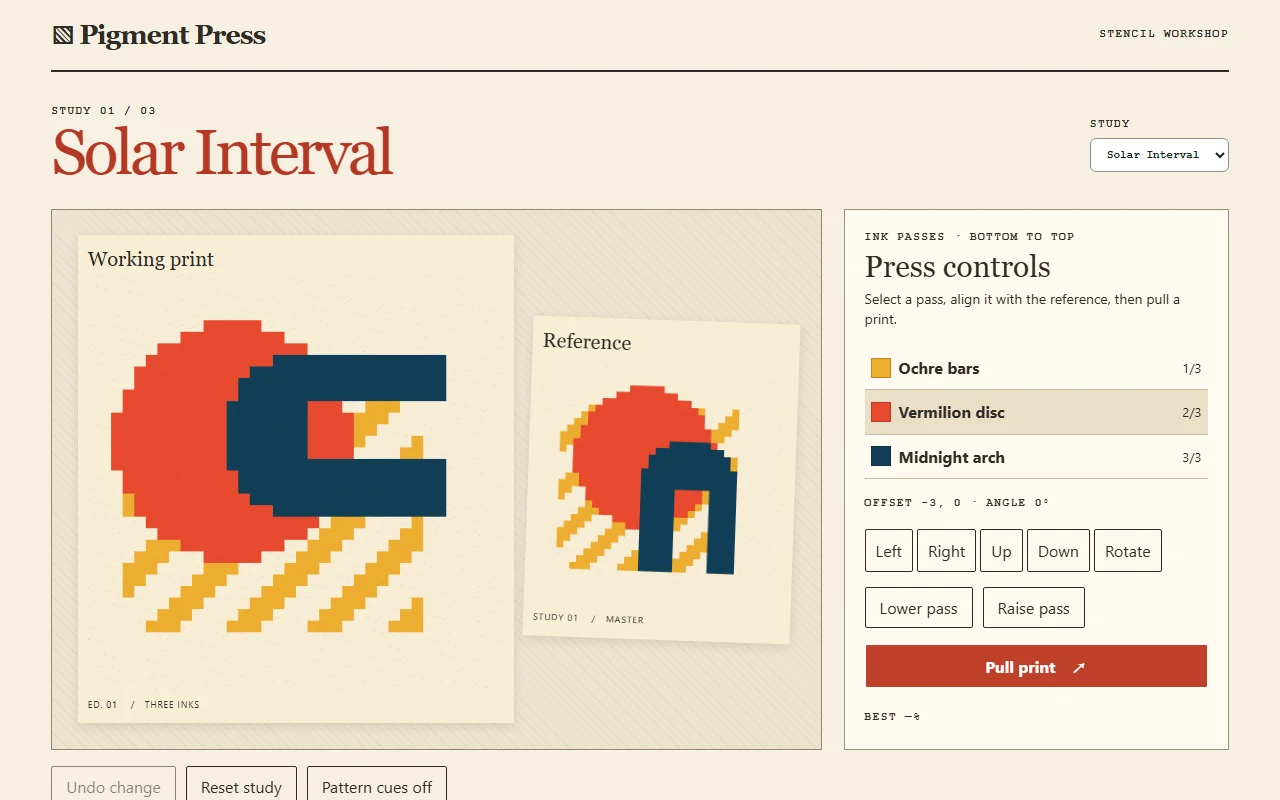 Pigment Press
STENCIL WORKSHOP
STUDY 01 / 03
Solar Interval
STUDY
Solar Interval
Working print
ED. 01 / THREE INKS
Reference
STUDY 01 / MASTER
INK PASSES · BOTTOM TO TOP
Press controls
Select a pass, align it with the reference, then pull a
print.
Ochre bars 1/3
Vermilion disc 2/3
Midnight arch 3/3
OFFSET −3, 0 · ANGLE 0°
Left Right Up Down Rotate
Lower pass Raise pass
Pull print ↗
BEST —%
Undo change Reset study Pattern cues off